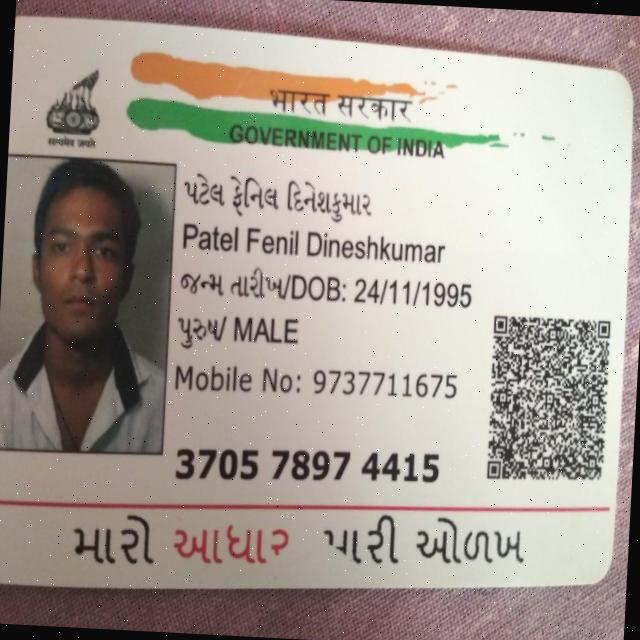 भारत सरकार
GOVERNMENT OF INDIA
सत्यमेव जयते
પટેલ ફેનિલ દિનેશકુમાર
Patel Fenil Dineshkumar
જન્મ તારીખ/DOB: 24/11/1995
પુરુષ/ MALE
Mobile No: 9737711675
3705 7897 4415
મારો આધાર મારી ઓળખ